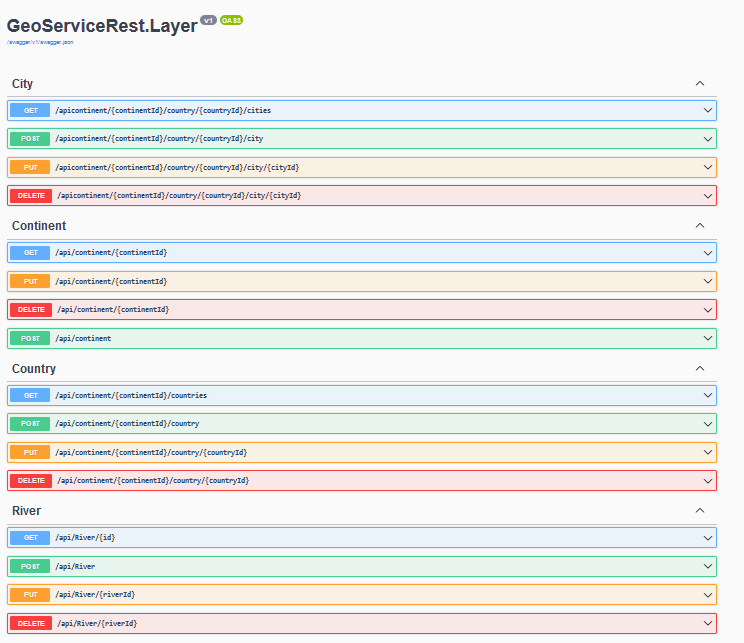 GeoServiceRest.Layer v1 OAS3
/swagger/v1/swagger.json
City
GET /apicontinent/{continentId}/country/{countryId}/cities
POST /apicontinent/{continentId}/country/{countryId}/city
PUT /apicontinent/{continentId}/country/{countryId}/city/{cityId}
DELETE /apicontinent/{continentId}/country/{countryId}/city/{cityId}
Continent
GET /api/continent/{continentId}
PUT /api/continent/{continentId}
DELETE /api/continent/{continentId}
POST /api/continent
Country
GET /api/continent/{continentId}/countries
POST /api/continent/{continentId}/country
PUT /api/continent/{continentId}/country/{countryId}
DELETE /api/continent/{continentId}/country/{countryId}
River
GET /api/River/{id}
POST /api/River
PUT /api/River/{riverId}
DELETE /api/River/{riverId}